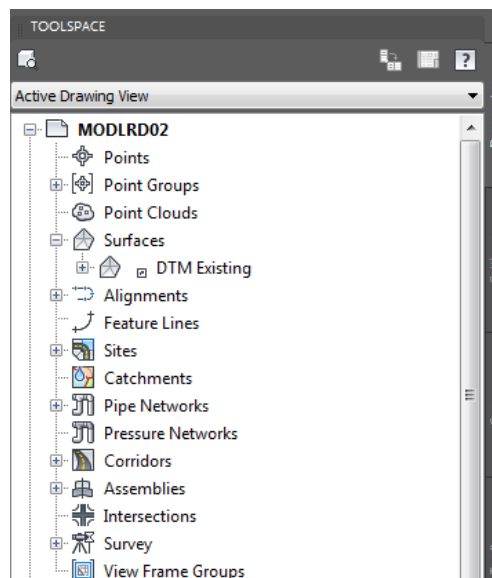 TOOLSPACE
?
Active Drawing View
MODLRD02
Points
Point Groups
Point Clouds
Surfaces
DTM Existing
Alignments
Feature Lines
Sites
Catchments
Pipe Networks
Pressure Networks
Corridors
Assemblies
Intersections
Survey
View Frame Groups